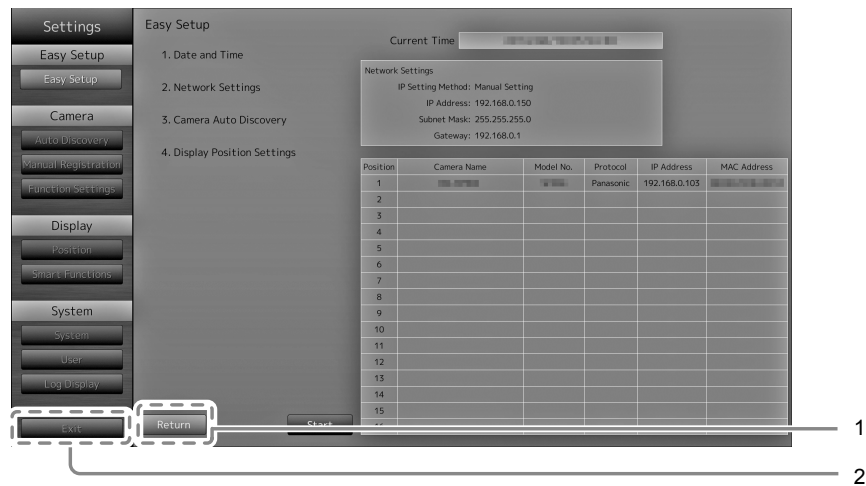 Settings
Easy Setup
Easy Setup
Camera
Auto Discovery
Manual Registration
Function Settings
Display
Position
Smart Functions
System
System
User
Log Display
Exit
Easy Setup
1. Date and Time
2. Network Settings
3. Camera Auto Discovery
4. Display Position Settings
Return
Start
Current Time
Network Settings
IP Setting Method: Manual Setting
IP Address: 192.168.0.150
Subnet Mask: 255.255.255.0
Gateway: 192.168.0.1
Position Camera Name Model No. Protocol IP Address MAC Address
1 Panasonic 192.168.0.103
2
3
4
5
6
7
8
9
10
11
12
13
14
15
1
2